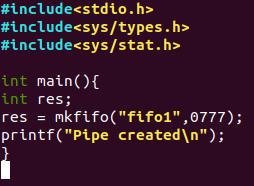 #include<stdio.h>
#include<sys/types.h>
#include<sys/stat.h>
int main(){
int res;
res = mkfifo("fifo1",0777);
printf("Pipe created\n");
}